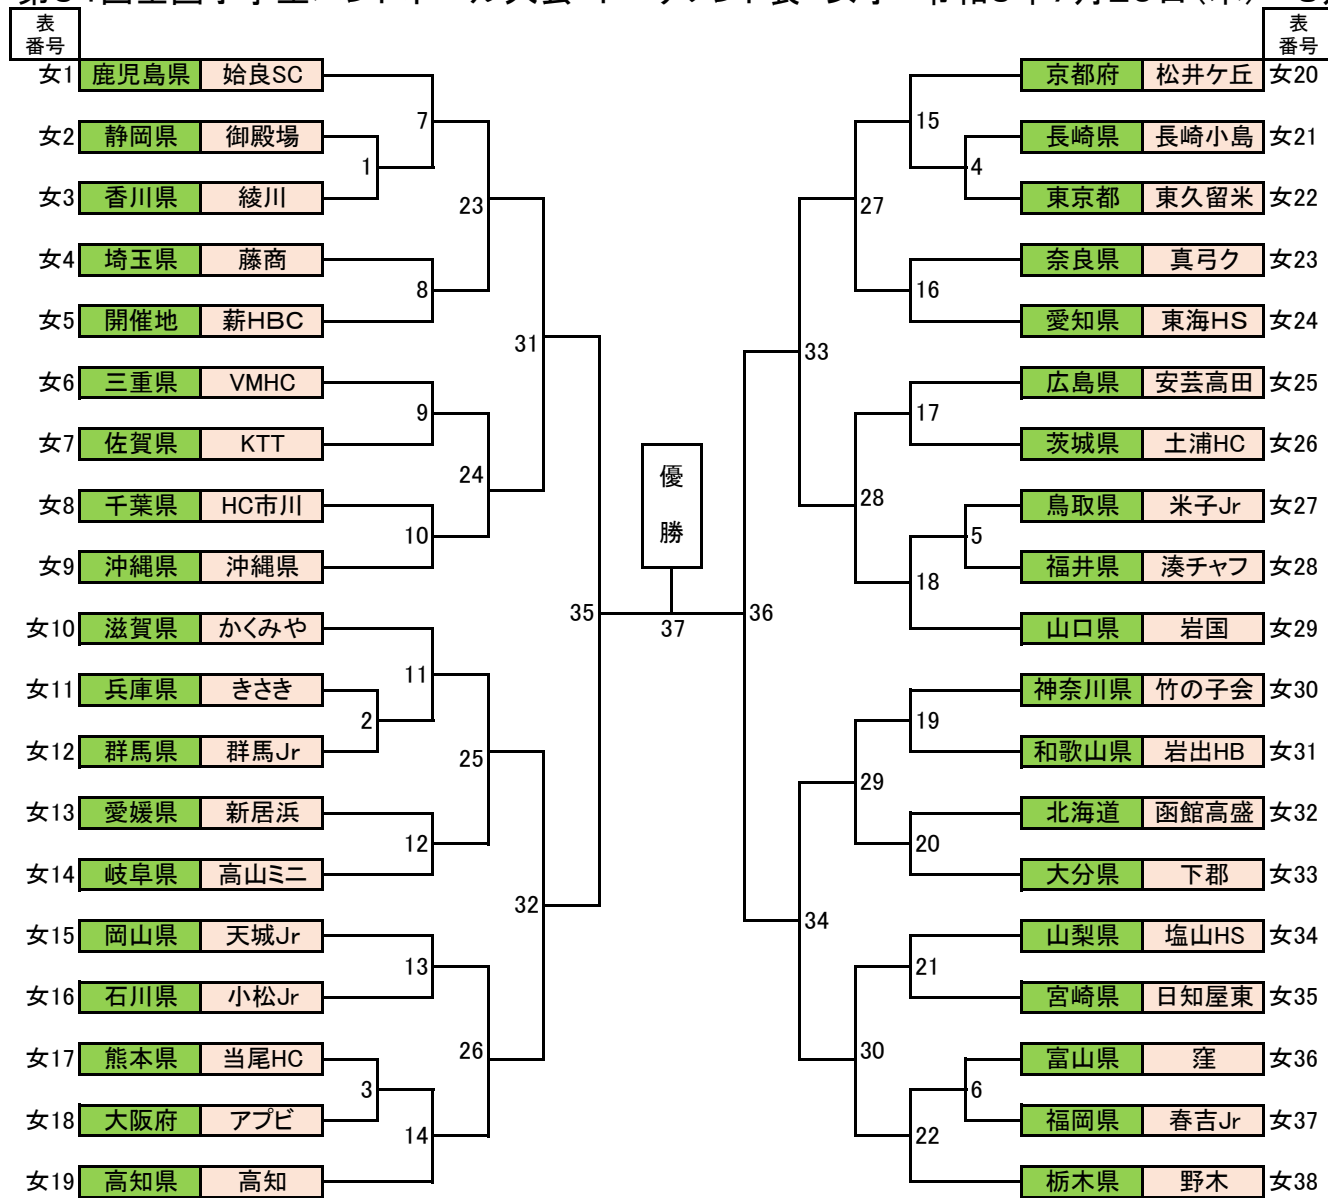 表
番号
女1 鹿児島県 姶良SC
女2 静岡県 御殿場
女3 香川県 綾川
女4 埼玉県 藤商
女5 開催地 薪HBC
女6 三重県 VMHC
女7 佐賀県 KTT
女8 千葉県 HC市川
女9 沖縄県 沖縄県
女10 滋賀県 かくみや
女11 兵庫県 きさき
女12 群馬県 群馬Jr
女13 愛媛県 新居浜
女14 岐阜県 高山ミニ
女15 岡山県 天城Jr
女16 石川県 小松Jr
女17 熊本県 当尾HC
女18 大阪府 アプビ
女19 高知県 高知
7
1
23
8
31
9
24
10
35
11
2
25
12
32
13
26
3
14
優
勝
37
36
15
4
27
16
33
17
28
5
18
19
29
20
34
21
30
6
22
表
番号
京都府 松井ケ丘 女20
長崎県 長崎小島 女21
東京都 東久留米 女22
奈良県 真弓ク 女23
愛知県 東海HS 女24
広島県 安芸高田 女25
茨城県 土浦HC 女26
鳥取県 米子Jr 女27
福井県 湊チャフ 女28
山口県 岩国 女29
神奈川県 竹の子会 女30
和歌山県 岩出HB 女31
北海道 函館高盛 女32
大分県 下郡 女33
山梨県 塩山HS 女34
宮崎県 日知屋東 女35
富山県 窪 女36
福岡県 春吉Jr 女37
栃木県 野木 女38